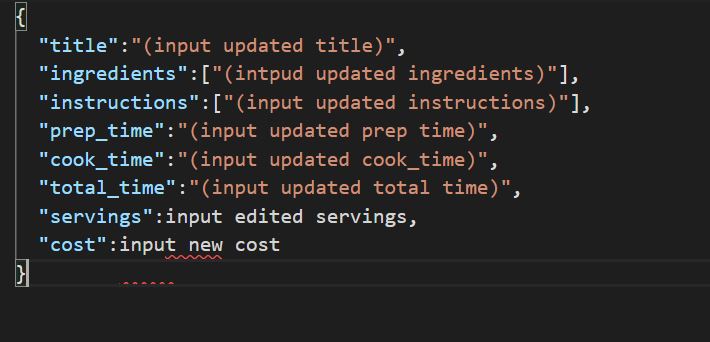 {
"title":"(input updated title)",
"ingredients":["(intpud updated ingredients)"],
"instructions":["(input updated instructions)"],
"prep_time":"(input updated prep time)",
"cook_time":"(input updated cook_time)",
"total_time":"(input updated total time)",
"servings":input edited servings,
"cost":input new cost
}